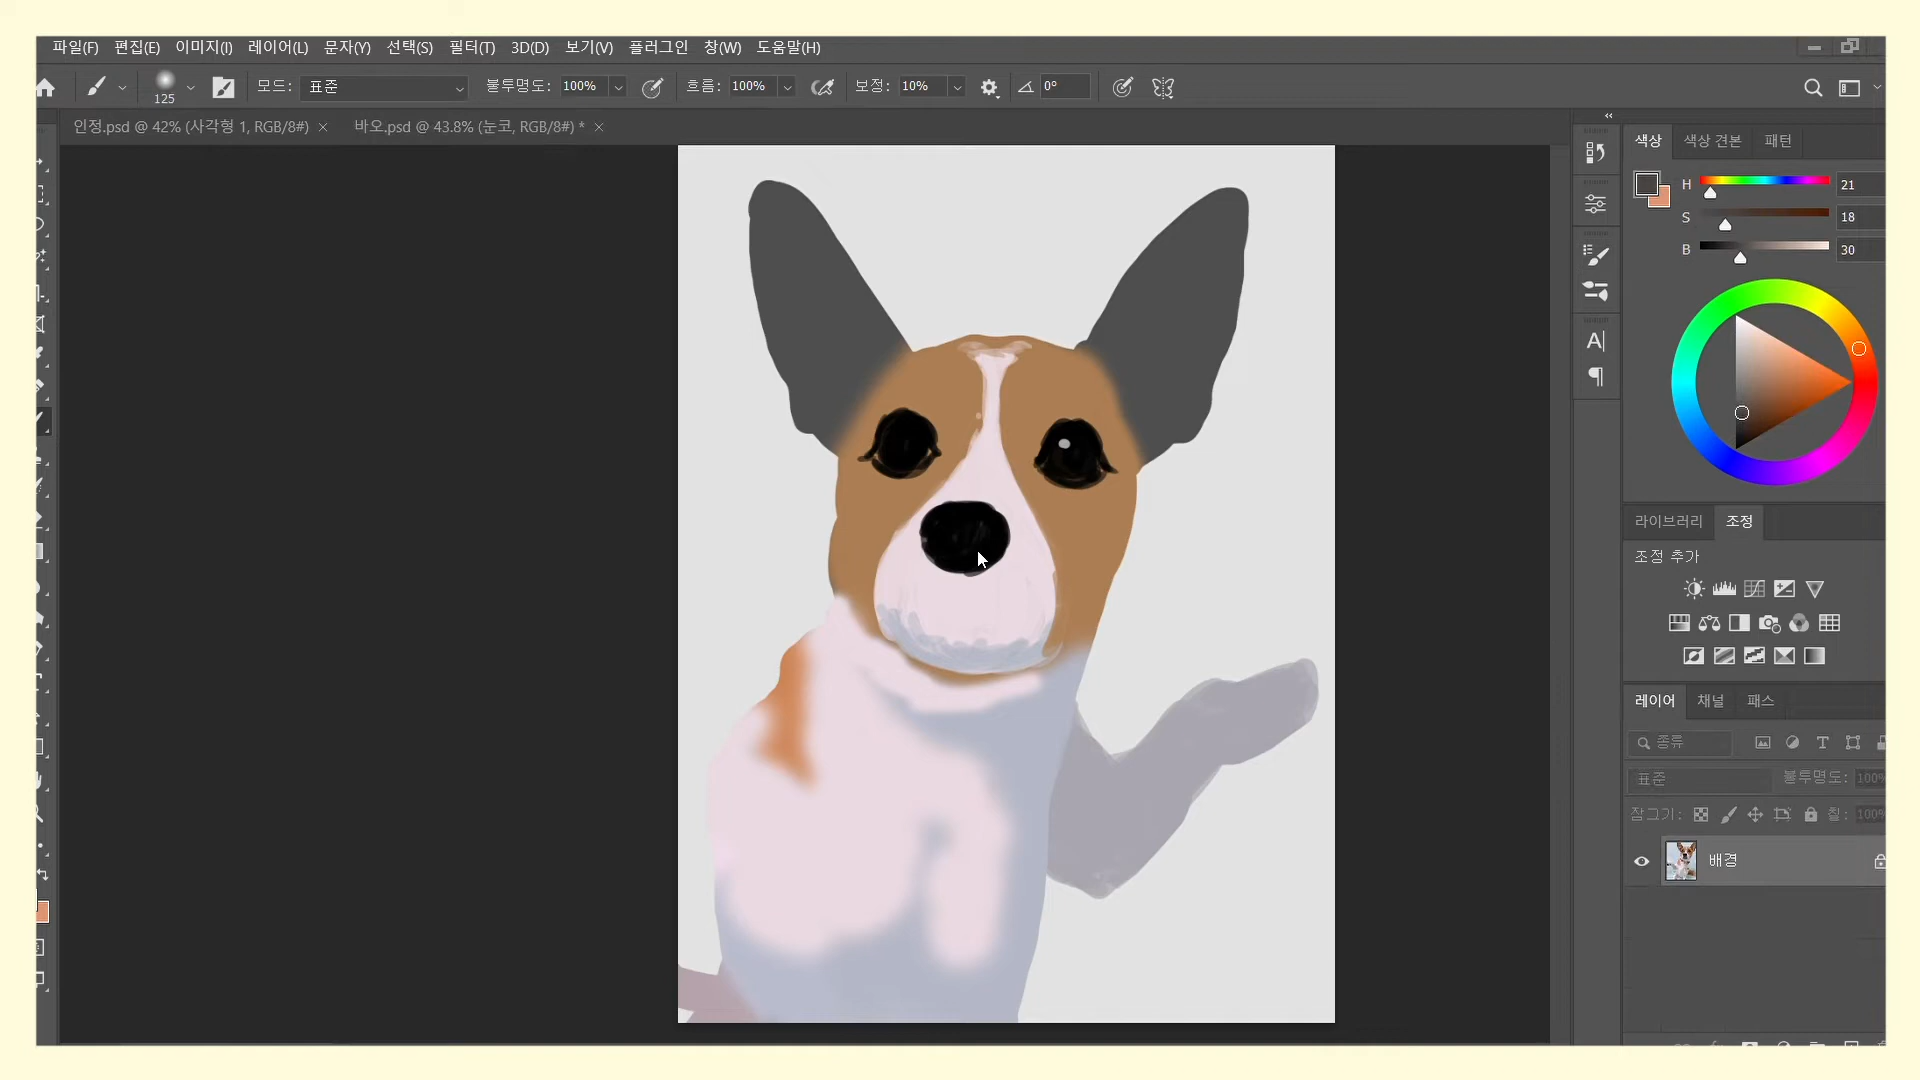 파일(F) 편집(E) 이미지(I) 레이어(L) 문자(Y) 선택(S) 필터(T) 3D(D) 보기(V) 플러그인 창(W) 도움말(H)
125 모드: 표준 불투명도: 100% 흐름: 100% 보정: 10% 0°
인정.psd @ 42% (사각형 1, RGB/8#) × 바오.psd @ 43.8% (눈코, RGB/8#) * ×
색상 색상 견본 패턴
H 21
S 18
B 30
라이브러리 조정
조정 추가
레이어 채널 패스
종류
표준 불투명도: 100%
잠그기: 칠: 100%
배경